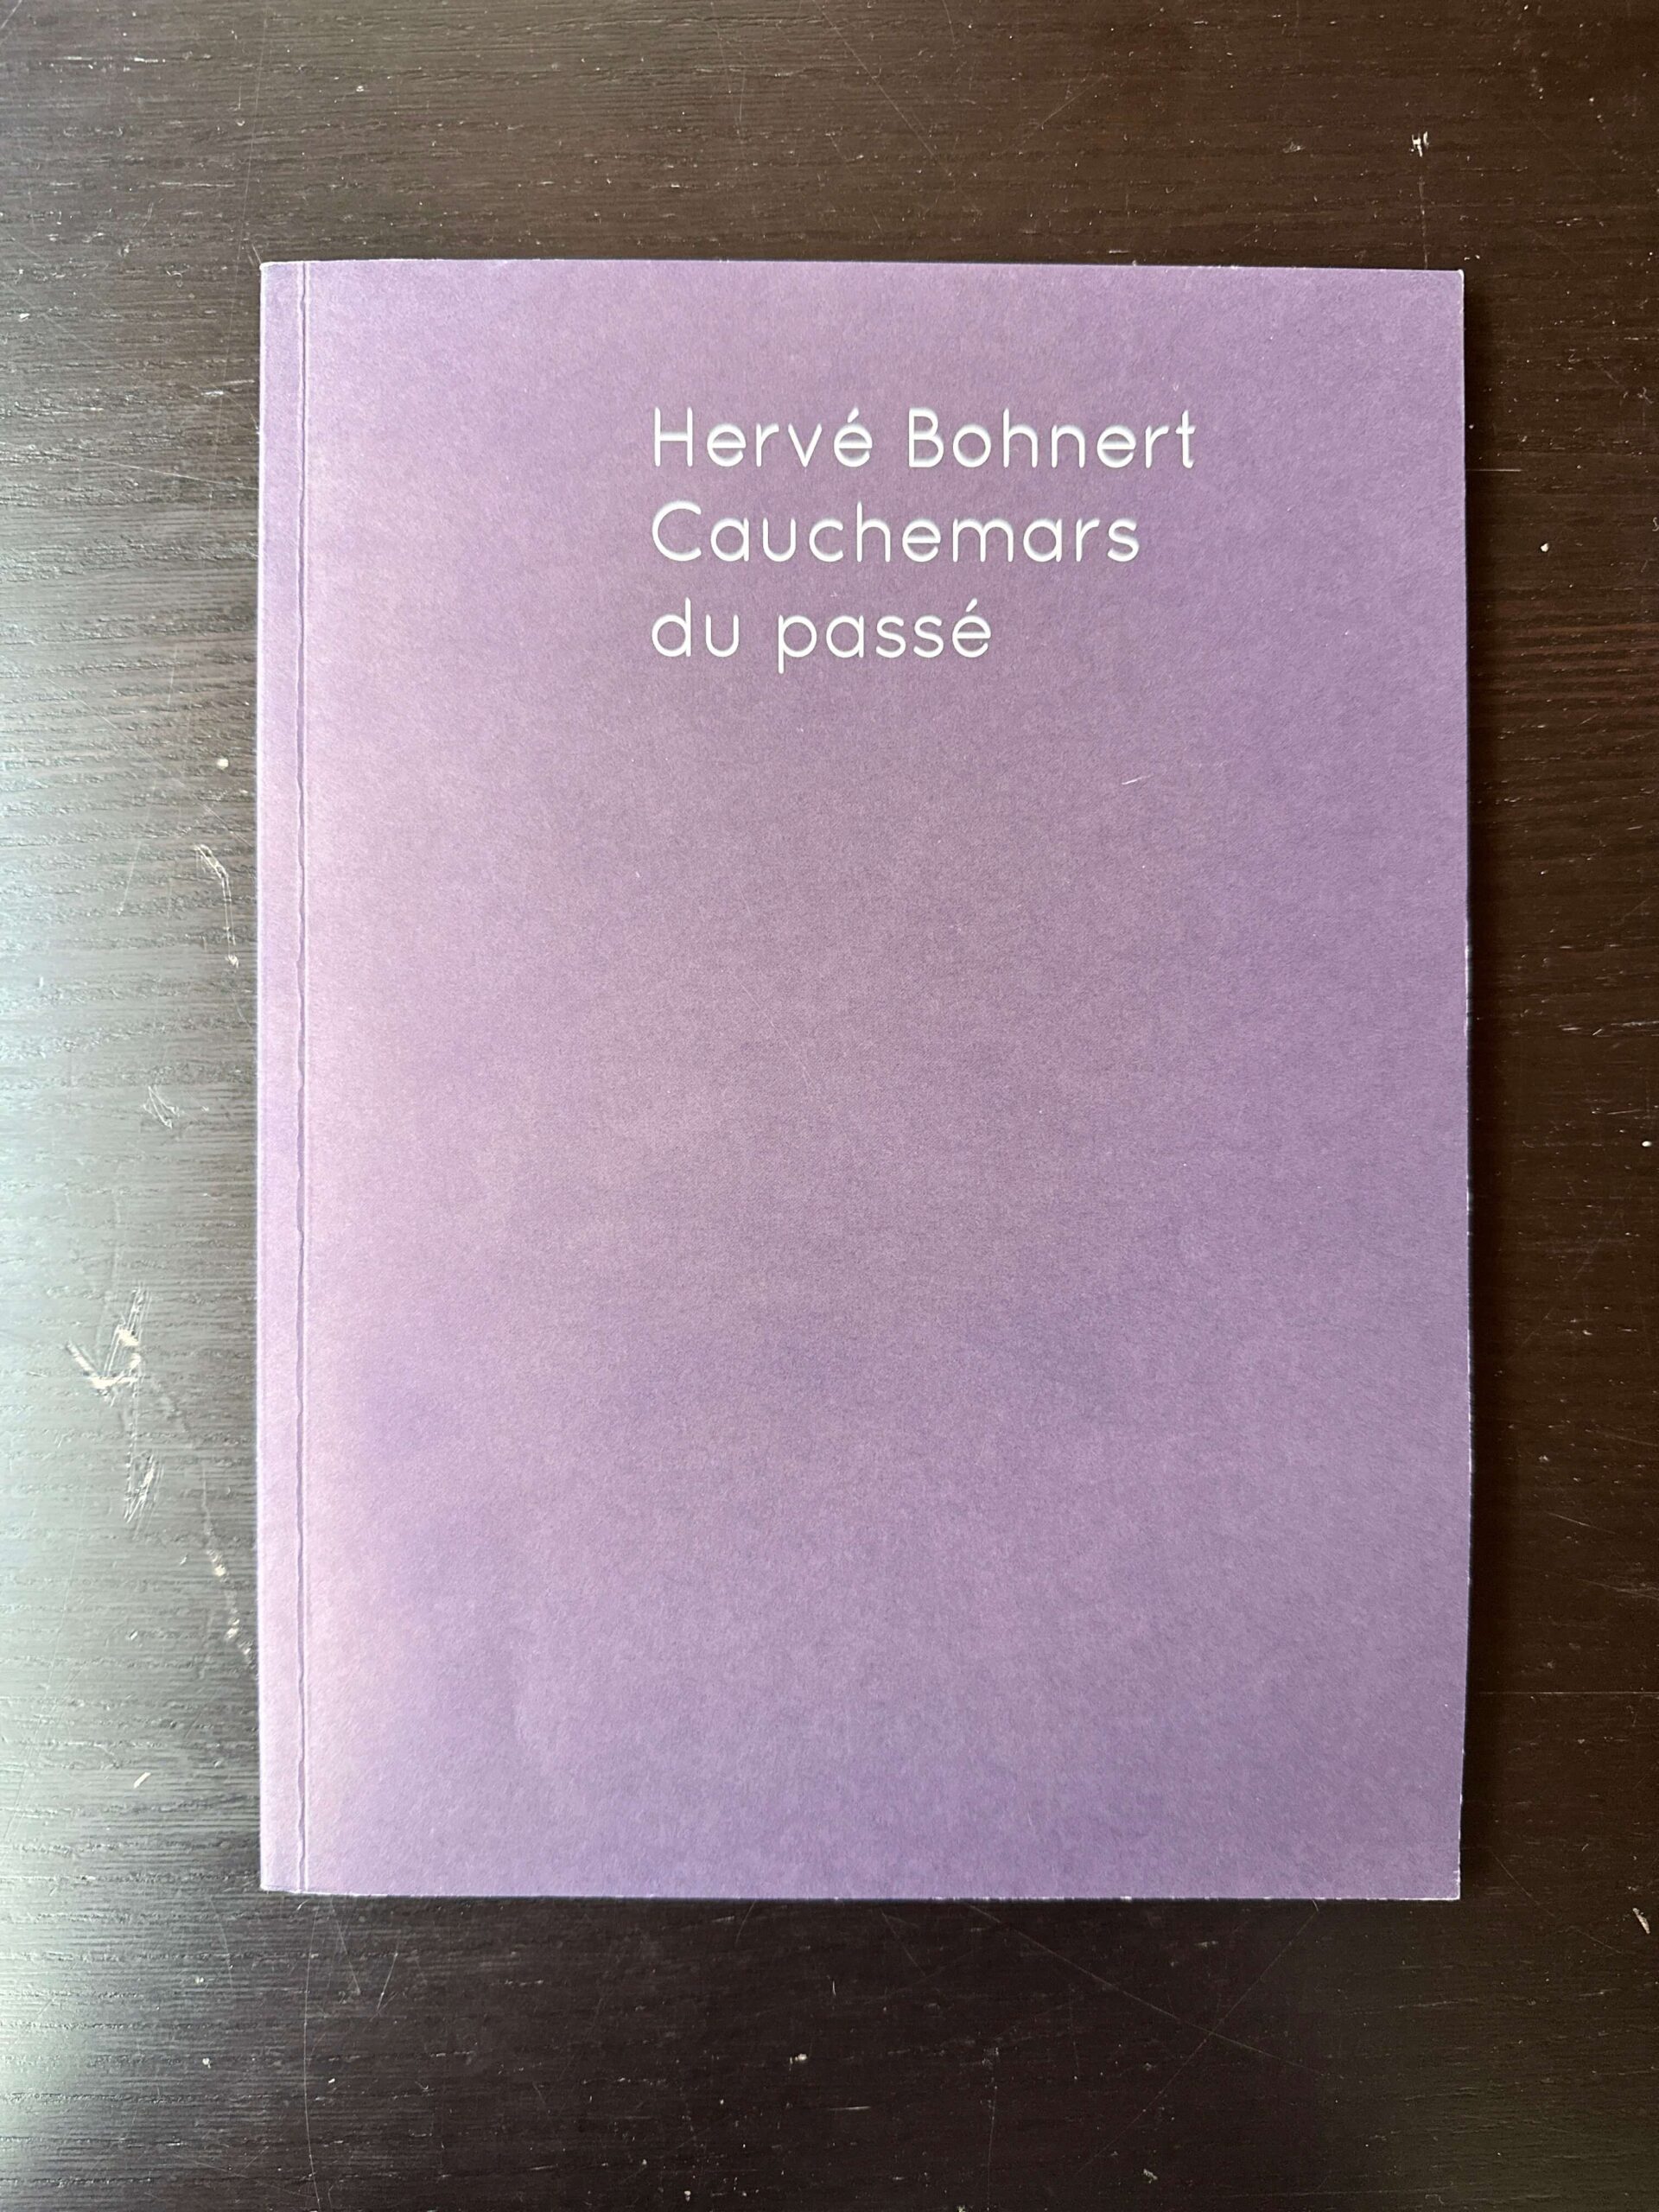 Hervé Bohnert
Cauchemars
du passé